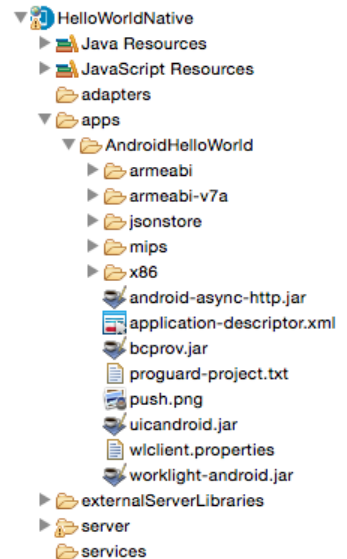 HelloWorldNative
Java Resources
JavaScript Resources
adapters
apps
AndroidHelloWorld
armeabi
armeabi-v7a
jsonstore
mips
x86
android-async-http.jar
application-descriptor.xml
bcprov.jar
proguard-project.txt
push.png
uicandroid.jar
wlclient.properties
worklight-android.jar
externalServerLibraries
server
services